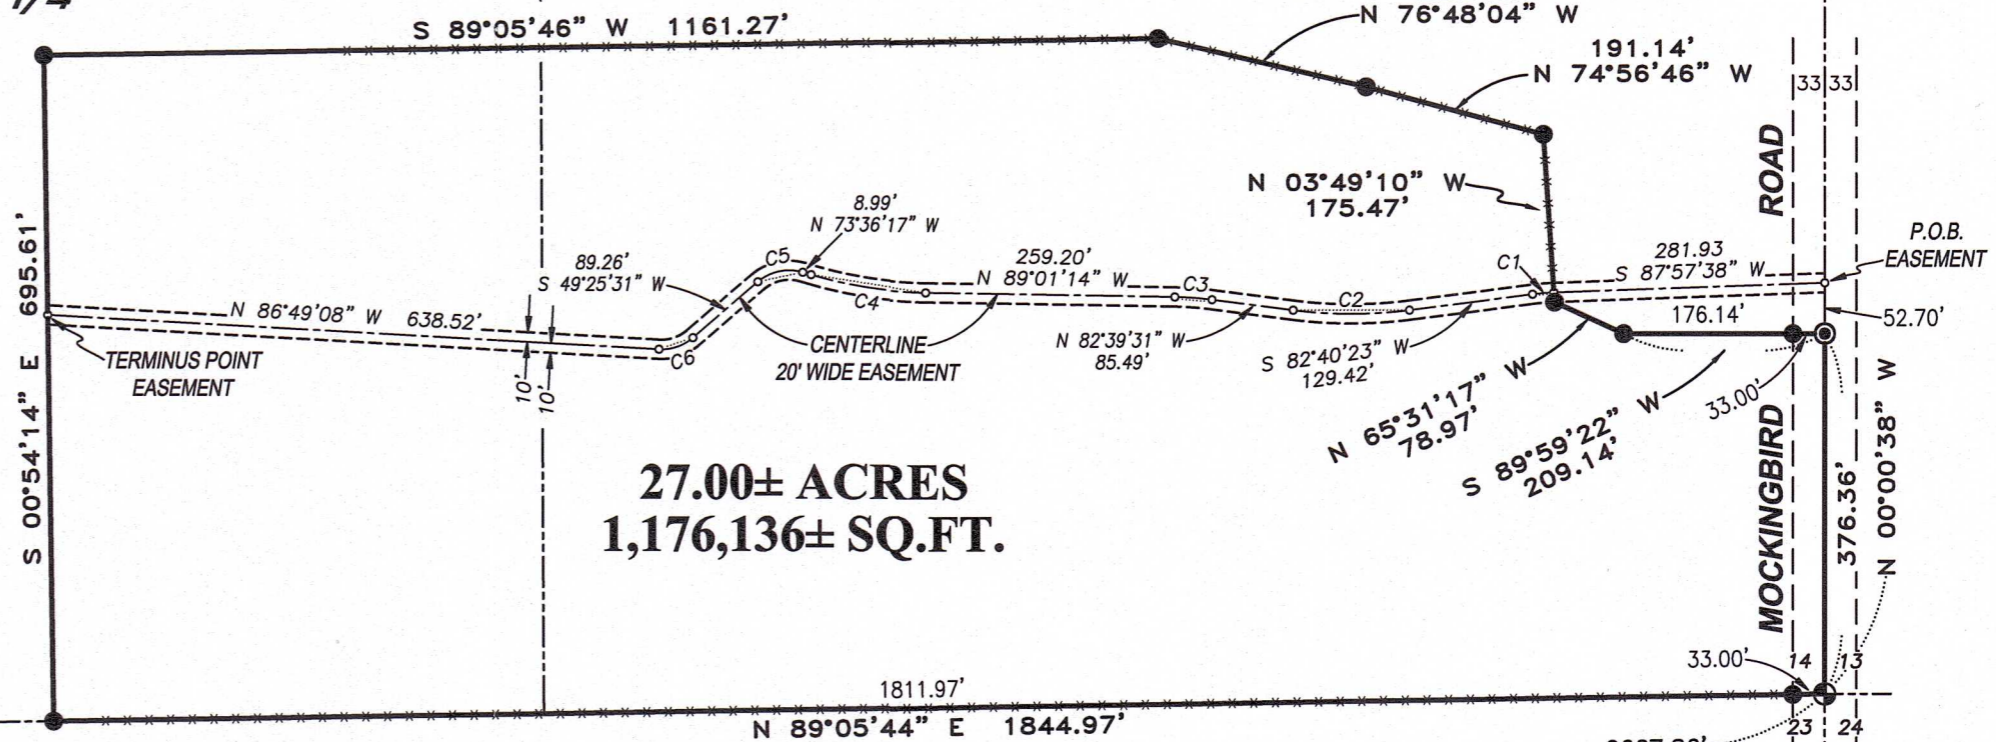 1/4
S 89°05'46" W 1161.27'
N 76°48'04" W
191.14'
N 74°56'46" W
33 33
ROAD
N 03°49'10" W
175.47'
8.99'
N 73°36'17" W
P.O.B.
EASEMENT
281.93
S 87°57'38" W
C1
259.20'
N 89°01'14" W
C3
C5
89.26'
S 49°25'31" W
C4
C2
S 00°54'14" E 695.61'
N 86°49'08" W 638.52'
176.14'
52.70'
TERMINUS POINT
EASEMENT
C6
CENTERLINE
20' WIDE EASEMENT
N 82°39'31" W
85.49'
S 82°40'23" W
129.42'
10'
10'
N 65°31'17" W
78.97'
S 89°59'22" W
209.14'
33.00'
MOCKINGBIRD
376.36'
N 00°00'38" W
27.00± ACRES
1,176,136± SQ.FT.
33.00'
14 13
1811.97'
N 89°05'44" E 1844.97'
23 24